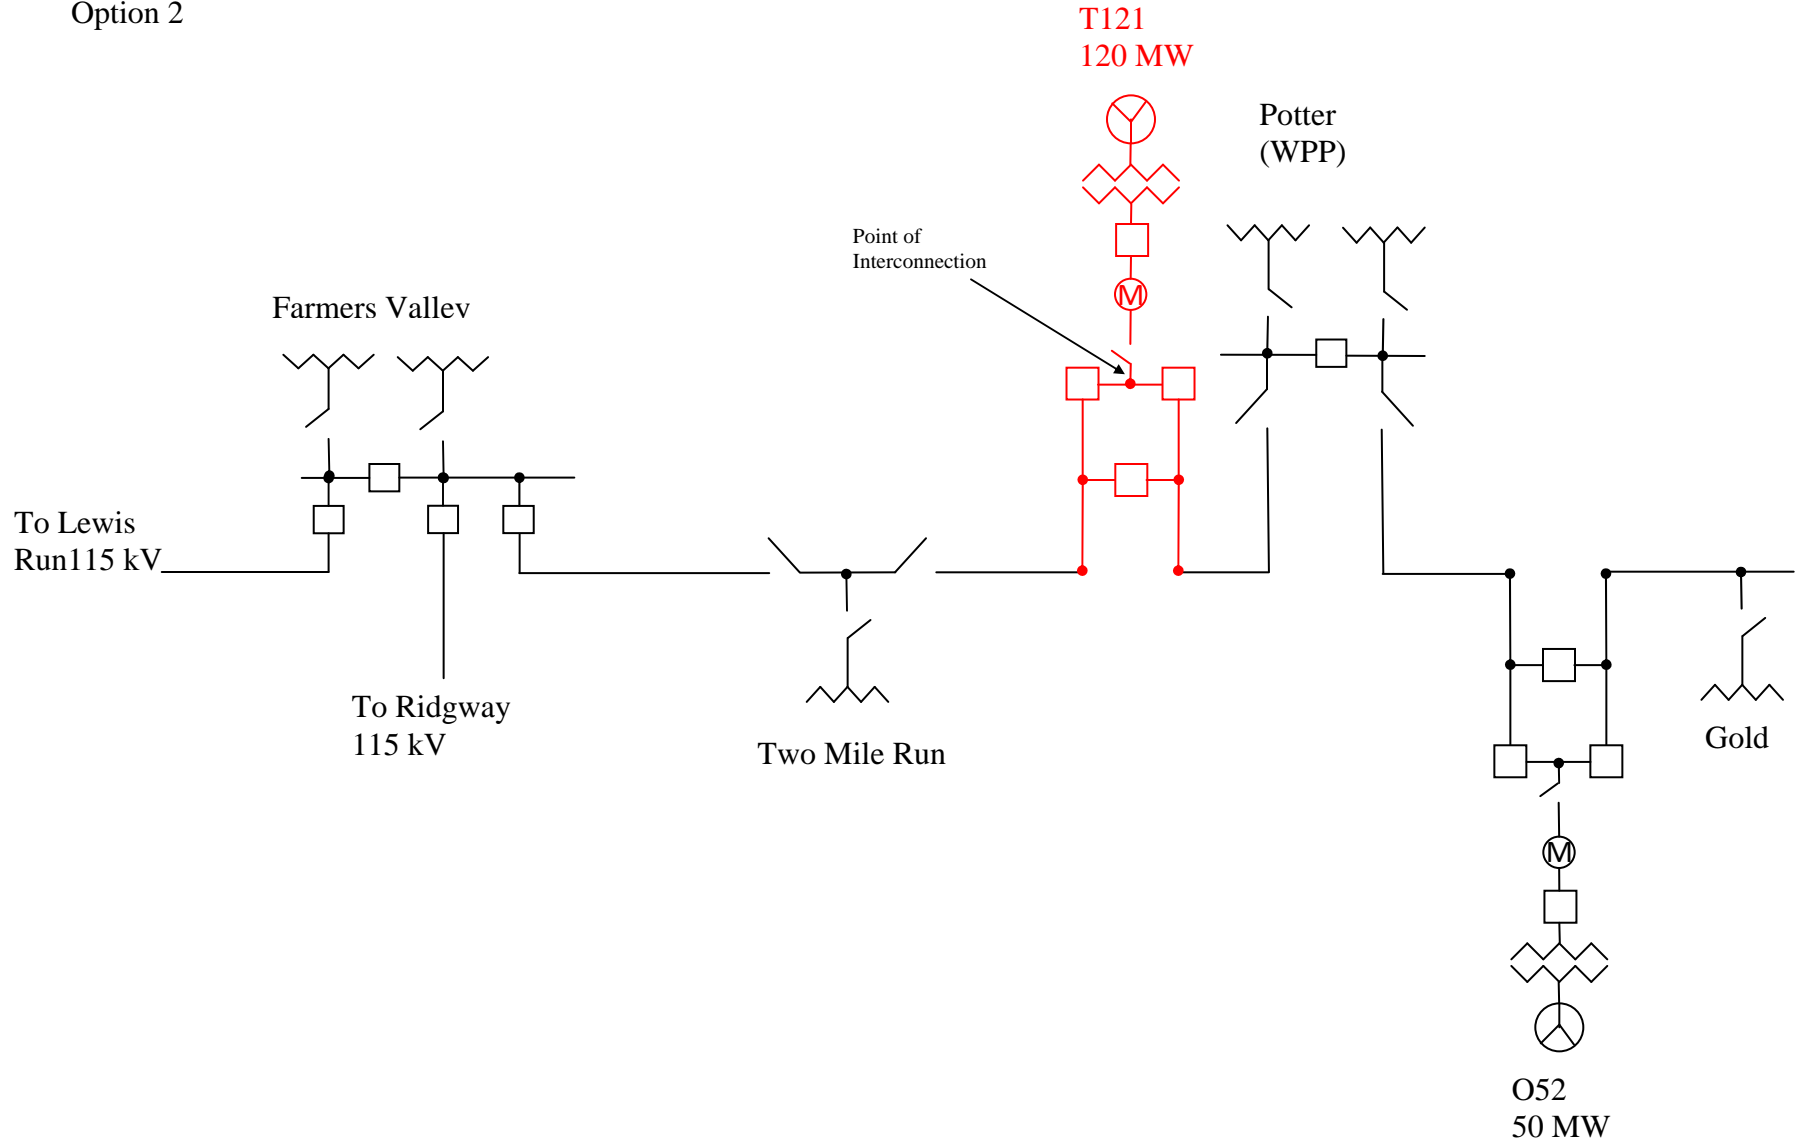 Option 2
T121
120 MW
Potter
(WPP)
Point of
Interconnection
M
Farmers Vallev
To Lewis
Run115 kV
To Ridgway
115 kV
Two Mile Run
Gold
M
O52
50 MW